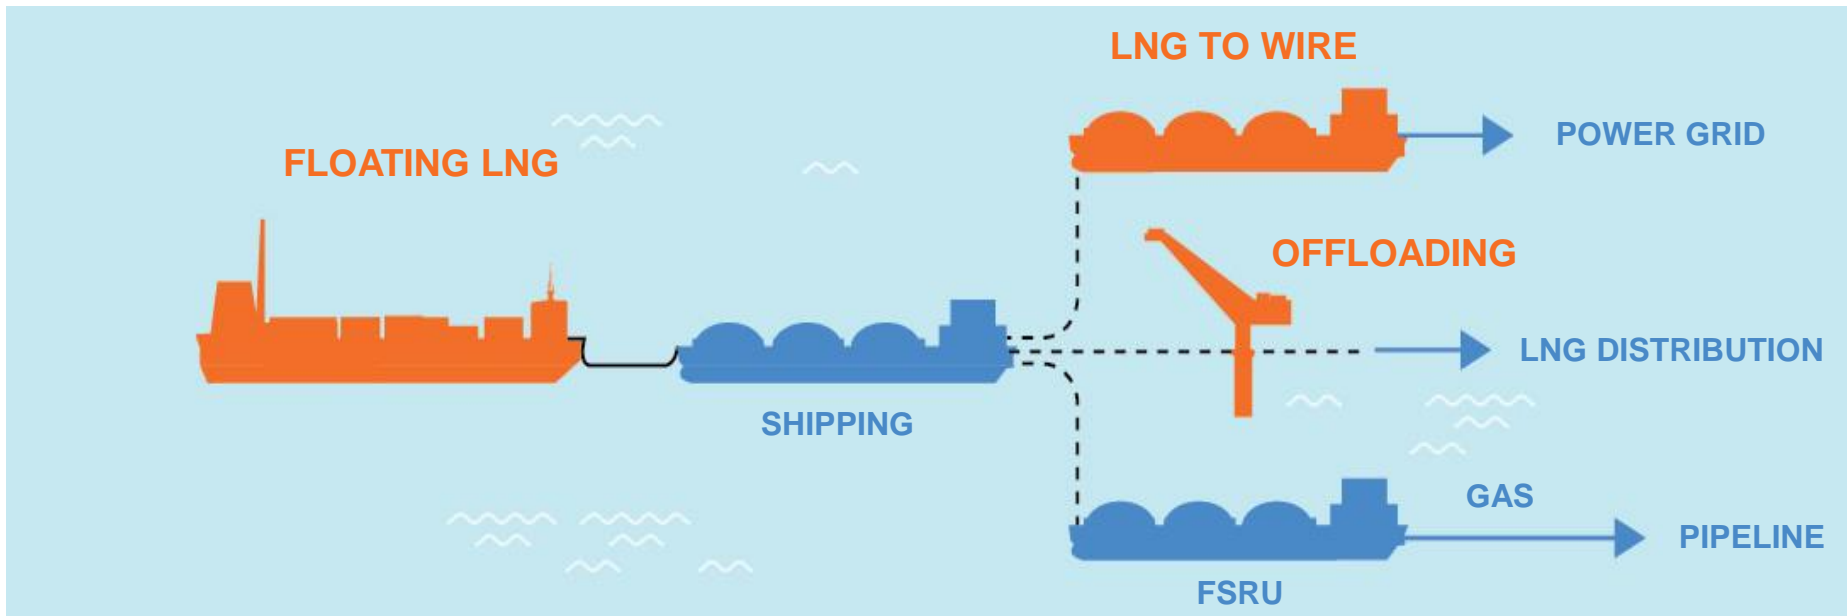 LNG TO WIRE
POWER GRID
FLOATING LNG
OFFLOADING
LNG DISTRIBUTION
SHIPPING
GAS
PIPELINE
FSRU